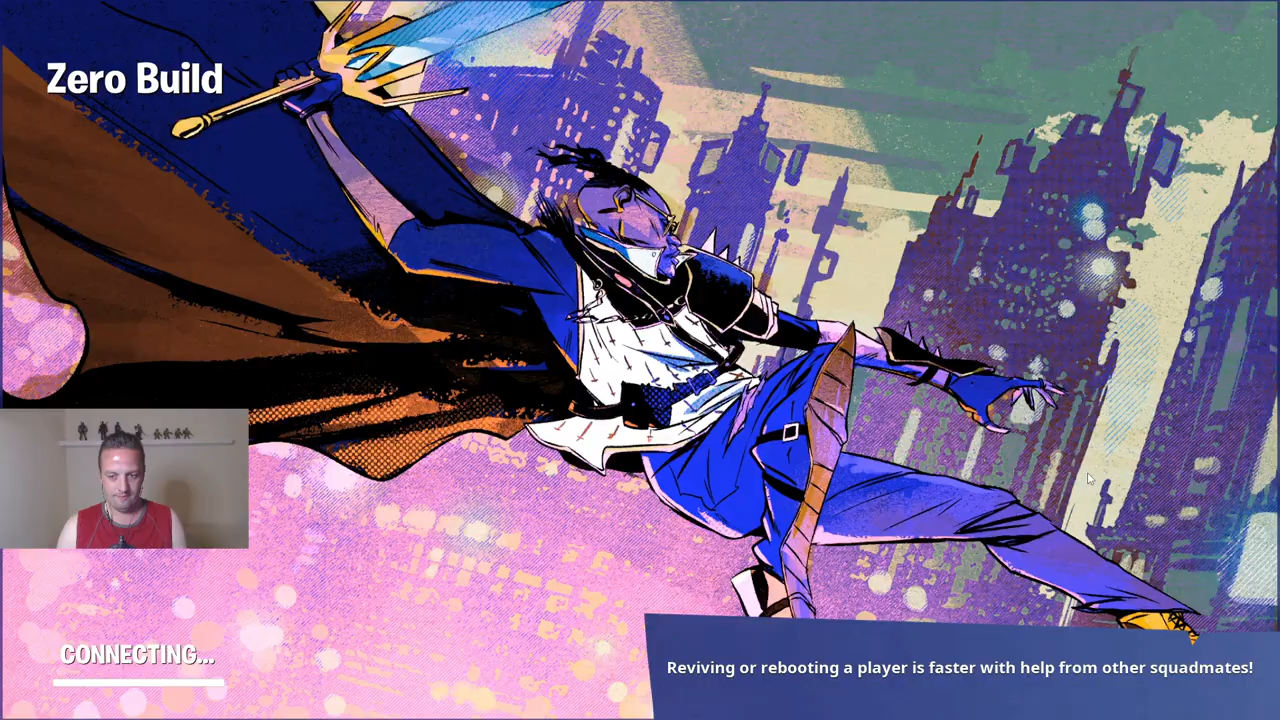 Zero Build
CONNECTING...
Reviving or rebooting a player is faster with help from other squadmates!